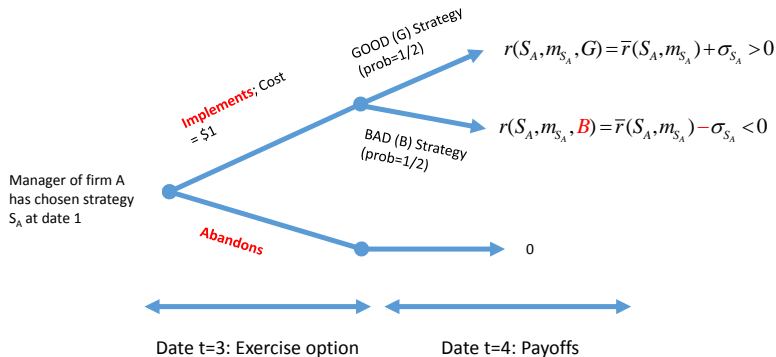 GOOD (G) Strategy
(prob=1/2)
r(S_A,m_{S_A},G)=r̅(S_A,m_{S_A})+σ_{S_A}>0
Implements; Cost
= $1
BAD (B) Strategy
(prob=1/2)
r(S_A,m_{S_A},B)=r̅(S_A,m_{S_A})−σ_{S_A}<0
Manager of firm A
has chosen strategy
S_A at date 1
Abandons
0
Date t=3: Exercise option
Date t=4: Payoffs